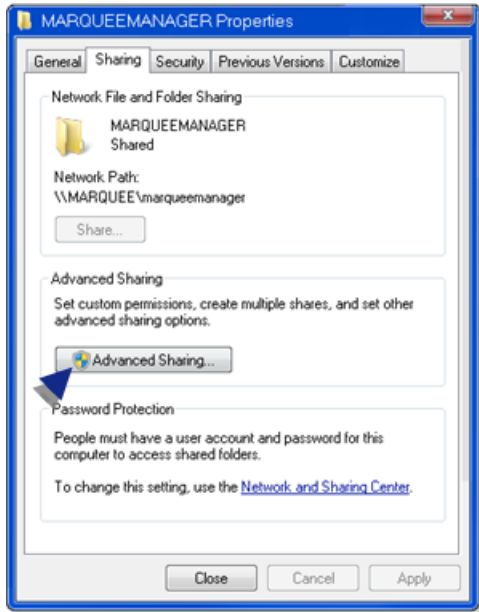 MARQUEEMANAGER Properties
General Sharing Security Previous Versions Customize
Network File and Folder Sharing
MARQUEEMANAGER
Shared
Network Path:
\\MARQUEE\marqueemanager
Share...
Advanced Sharing
Set custom permissions, create multiple shares, and set other
advanced sharing options.
Advanced Sharing...
Password Protection
People must have a user account and password for this
computer to access shared folders.
To change this setting, use the Network and Sharing Center.
Close Cancel Apply